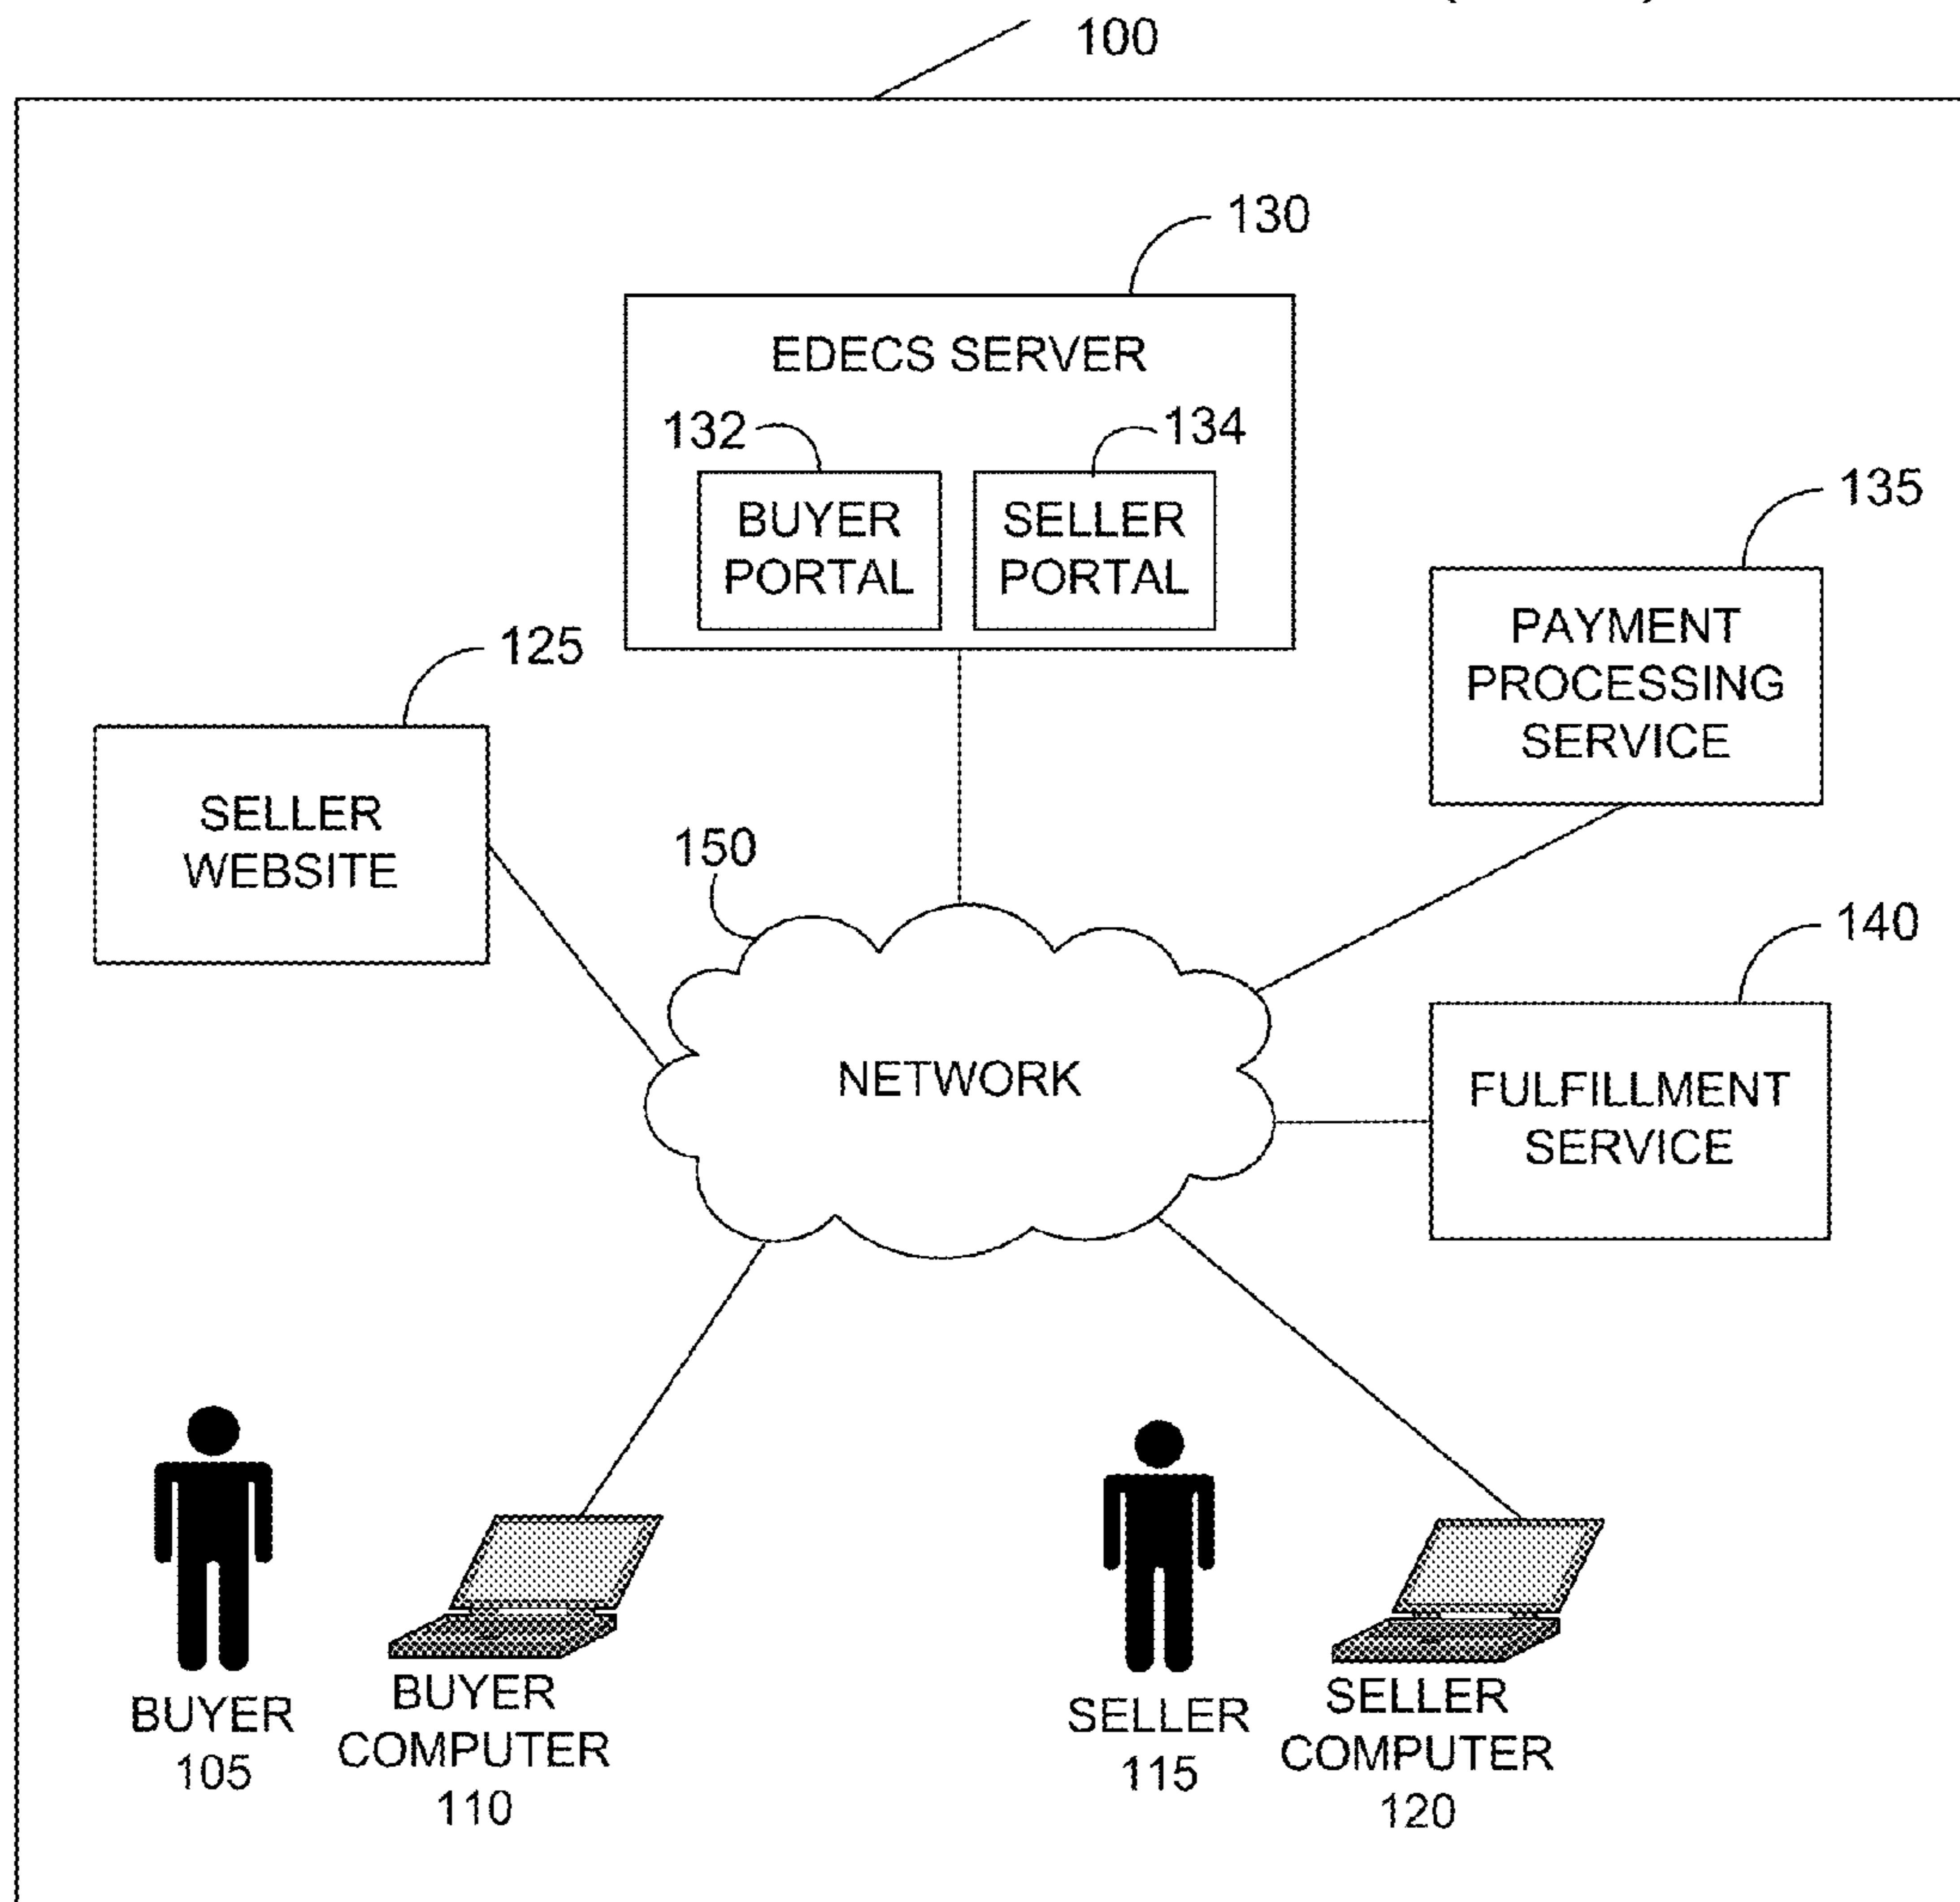 100
130
EDECS SERVER
132
134
BUYER
PORTAL
SELLER
PORTAL
135
PAYMENT
PROCESSING
SERVICE
125
SELLER
WEBSITE
150
NETWORK
140
FULFILLMENT
SERVICE
BUYER
105
BUYER
COMPUTER
110
SELLER
115
SELLER
COMPUTER
120